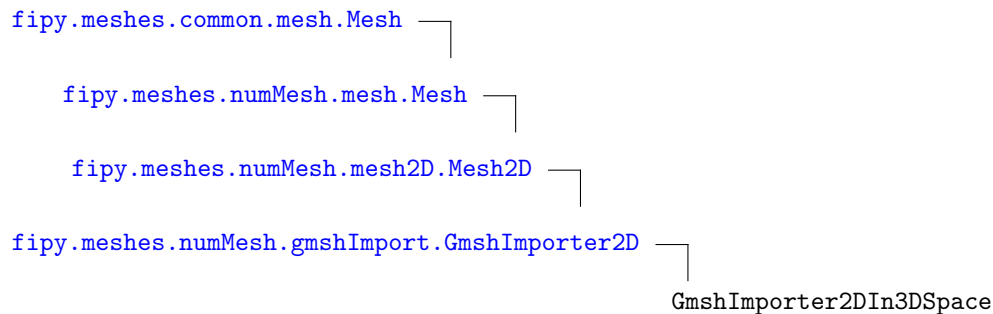 fipy.meshes.common.mesh.Mesh
fipy.meshes.numMesh.mesh.Mesh
fipy.meshes.numMesh.mesh2D.Mesh2D
fipy.meshes.numMesh.gmshImport.GmshImporter2D
GmshImporter2DIn3DSpace